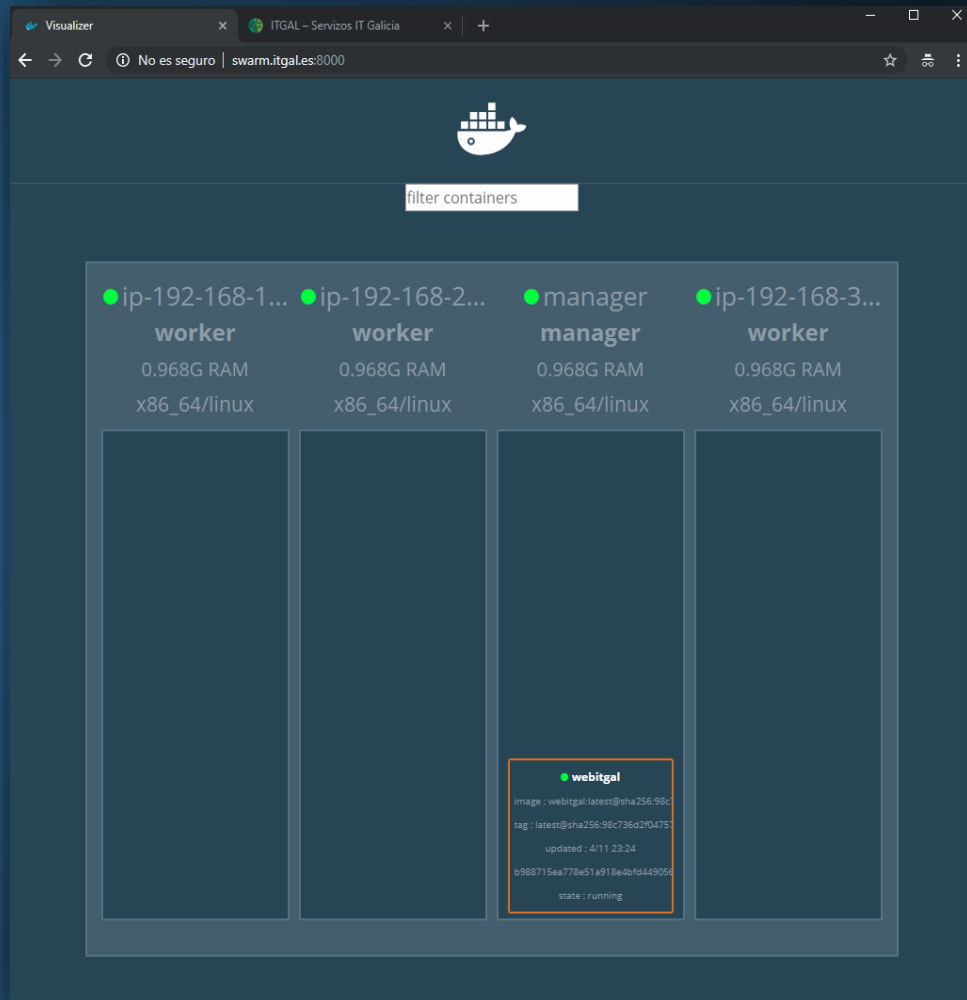 Visualizer
ITGAL – Servizos IT Galicia
No es seguro | swarm.itgal.es:8000
filter containers
ip-192-168-1... ip-192-168-2... manager ip-192-168-3...
worker worker manager worker
0.968G RAM 0.968G RAM 0.968G RAM 0.968G RAM
x86_64/linux x86_64/linux x86_64/linux x86_64/linux
webitgal
image : webitgal:latest@sha256:98c7
tag : latest@sha256:98c736d2f04757
updated : 4/11 23:24
b988715ea778e51a918e4bfd449056
state : running